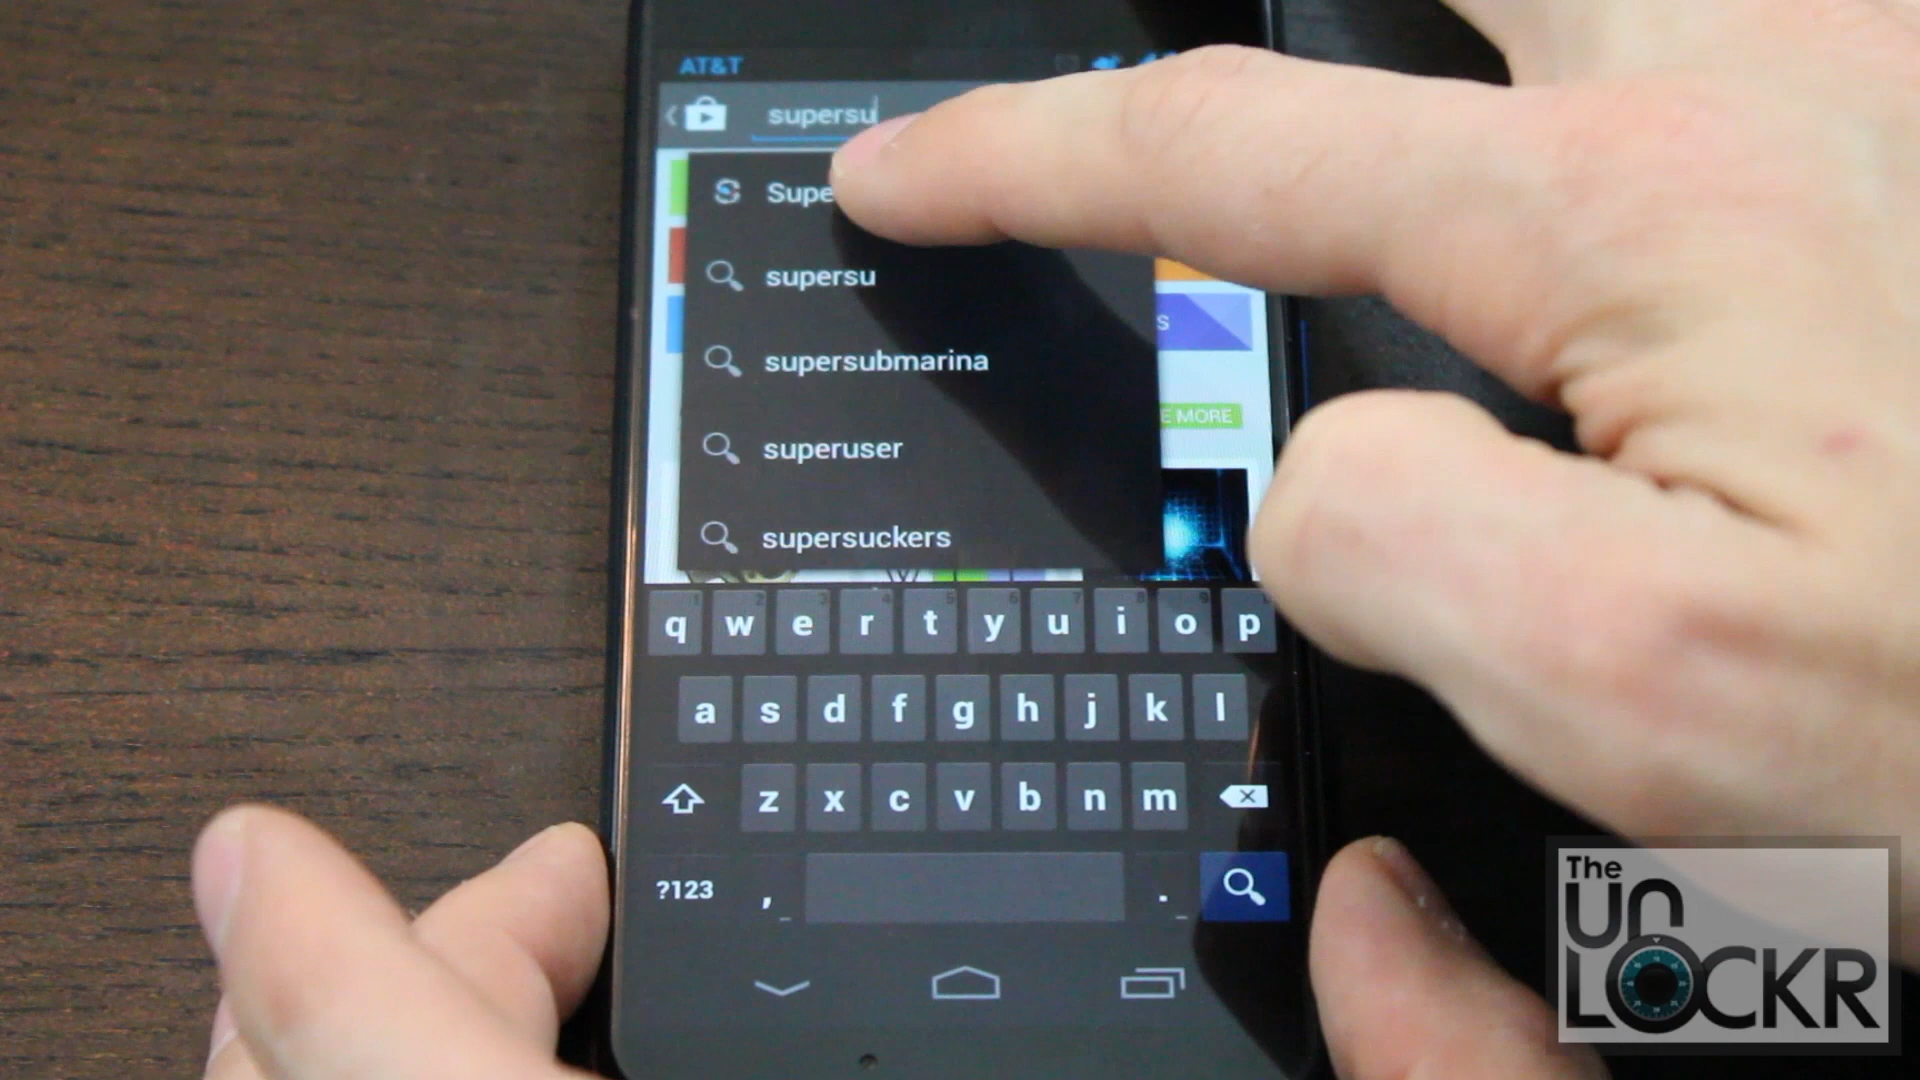 AT&T
supersu
Supe
supersu
supersubmarina
superuser
supersuckers
S
E MORE
q w e r t y u i o p
a s d f g h j k l
z x c v b n m
?123 , .
The
UnLOCKR